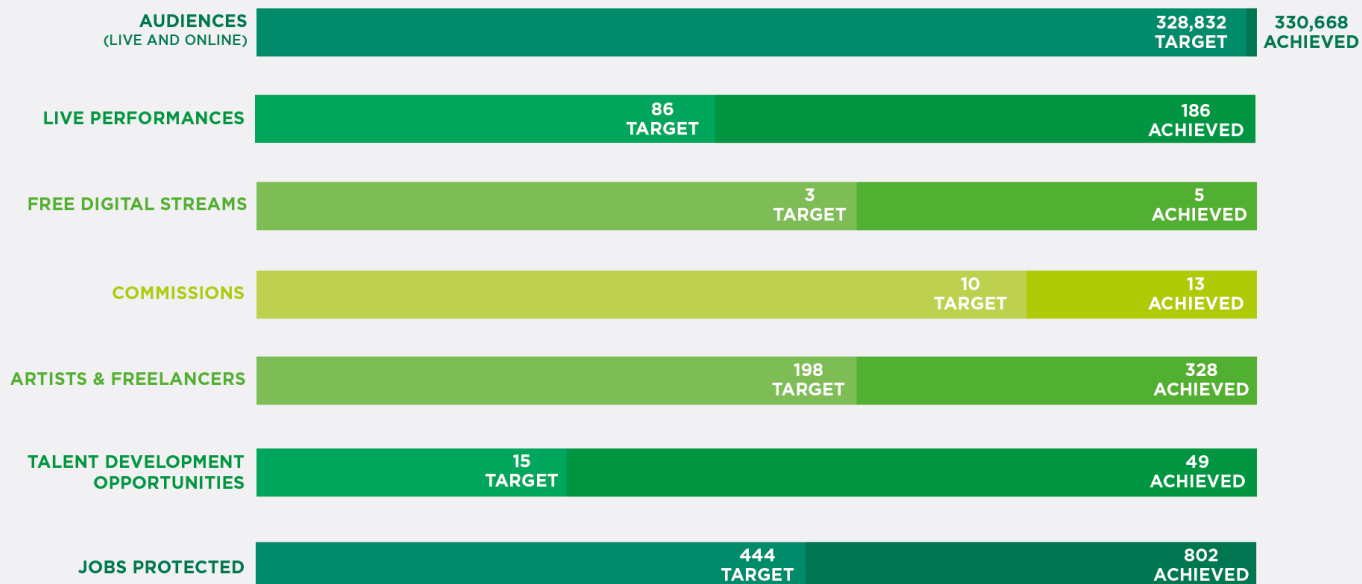 AUDIENCES
(LIVE AND ONLINE)
328,832
TARGET
330,668
ACHIEVED
LIVE PERFORMANCES
86
TARGET
186
ACHIEVED
FREE DIGITAL STREAMS
3
TARGET
5
ACHIEVED
COMMISSIONS
10
TARGET
13
ACHIEVED
ARTISTS & FREELANCERS
198
TARGET
328
ACHIEVED
TALENT DEVELOPMENT
OPPORTUNITIES
15
TARGET
49
ACHIEVED
JOBS PROTECTED
444
TARGET
802
ACHIEVED